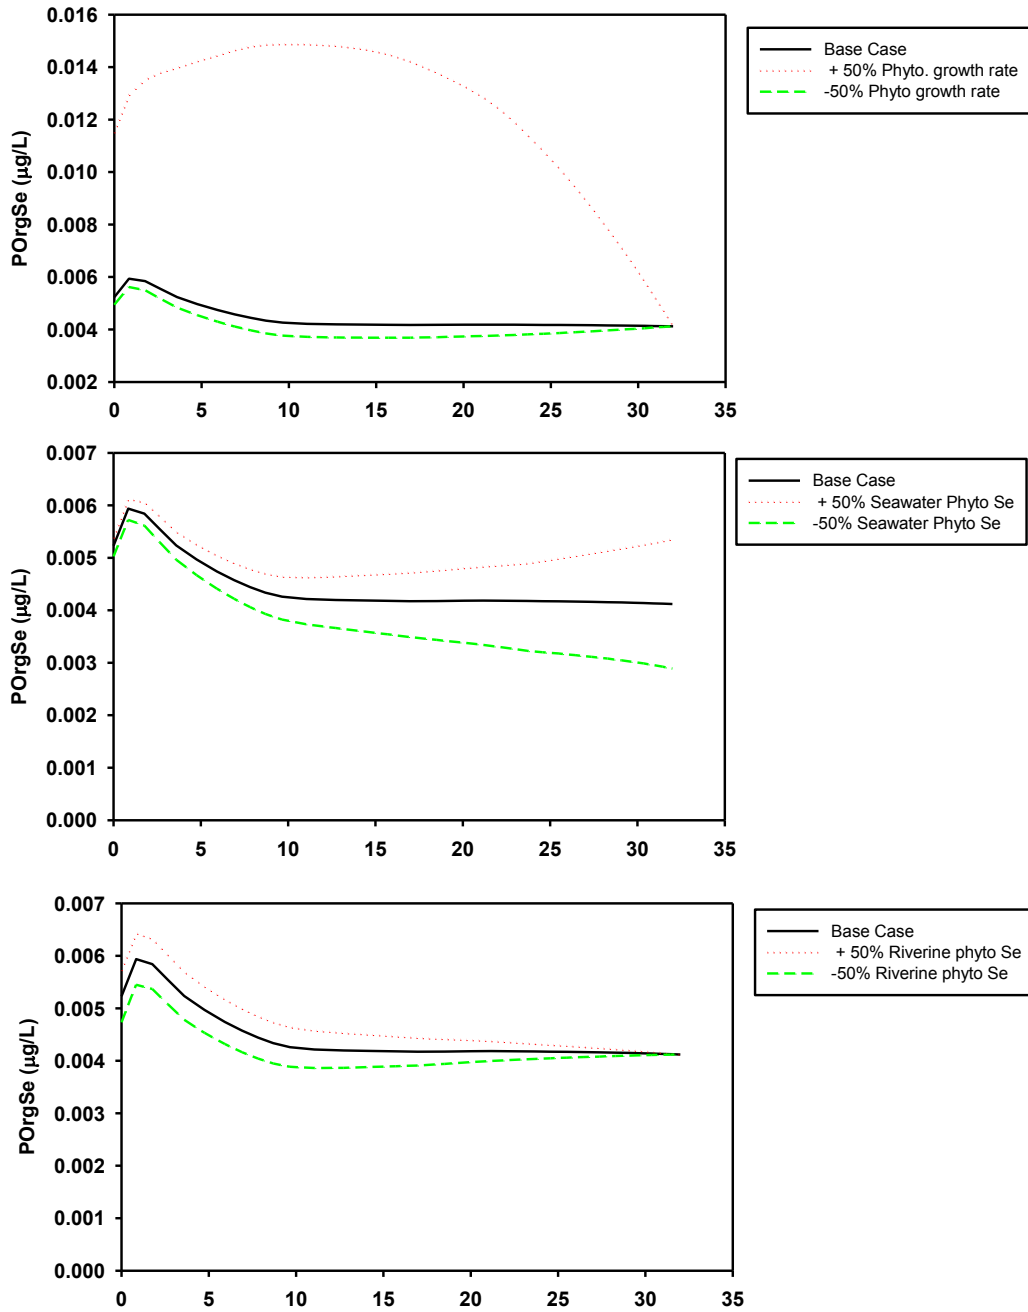 0.016
0.014
0.012
0.010
0.008
0.006
0.004
0.002
POrgSe (µg/L)
0 5 10 15 20 25 30 35
Base Case
+ 50% Phyto. growth rate
-50% Phyto growth rate
0.007
0.006
0.005
0.004
0.003
0.002
0.001
0.000
POrgSe (µg/L)
0 5 10 15 20 25 30 35
Base Case
+ 50% Seawater Phyto Se
-50% Seawater Phyto Se
0.007
0.006
0.005
0.004
0.003
0.002
0.001
0.000
POrgSe (µg/L)
0 5 10 15 20 25 30 35
Base Case
+ 50% Riverine phyto Se
-50% Riverine phyto Se